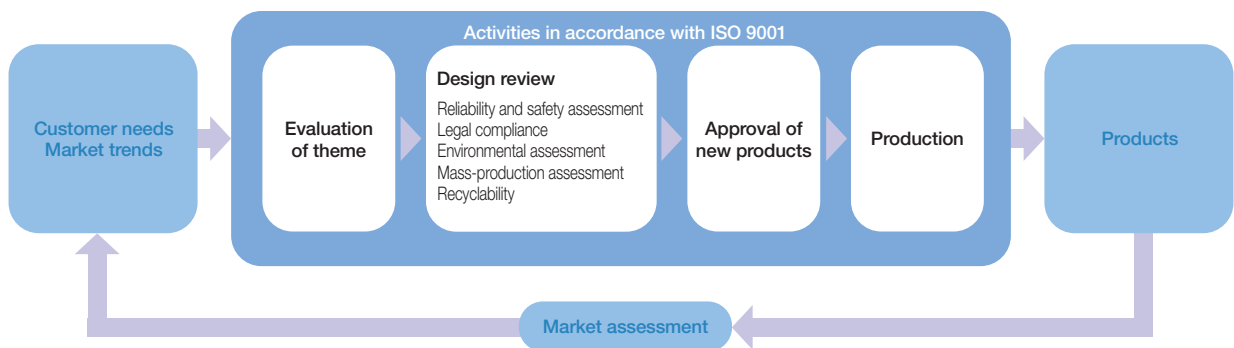 Activities in accordance with ISO 9001
Customer needs
Market trends
Evaluation
of theme
Design review
Reliability and safety assessment
Legal compliance
Environmental assessment
Mass-production assessment
Recyclability
Approval of
new products
Production
Products
Market assessment